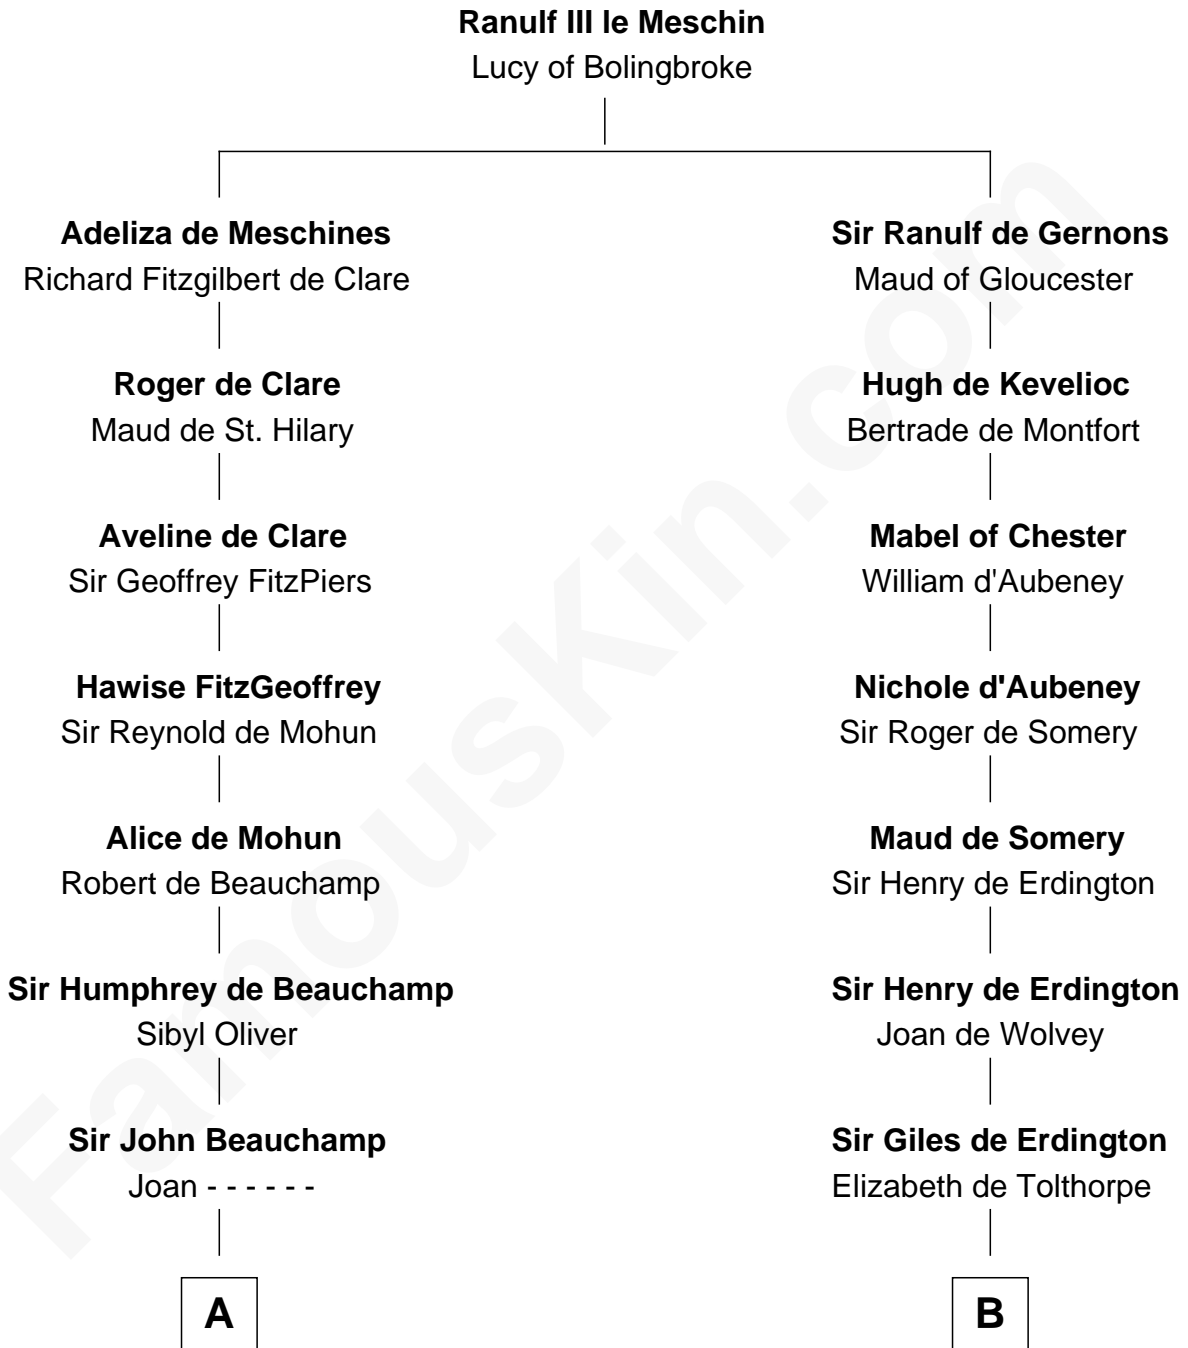 Ranulf III le Meschin
Lucy of Bolingbroke
Adeliza de Meschines
Richard Fitzgilbert de Clare
Sir Ranulf de Gernons
Maud of Gloucester
Roger de Clare
Maud de St. Hilary
Hugh de Kevelioc
Bertrade de Montfort
Aveline de Clare
Sir Geoffrey FitzPiers
Mabel of Chester
William d'Aubeney
Hawise FitzGeoffrey
Sir Reynold de Mohun
Nichole d'Aubeney
Sir Roger de Somery
Alice de Mohun
Robert de Beauchamp
Maud de Somery
Sir Henry de Erdington
Sir Humphrey de Beauchamp
Sibyl Oliver
Sir Henry de Erdington
Joan de Wolvey
Sir John Beauchamp
Joan - - - - - -
Sir Giles de Erdington
Elizabeth de Tolthorpe
A
B
FamousKin.com